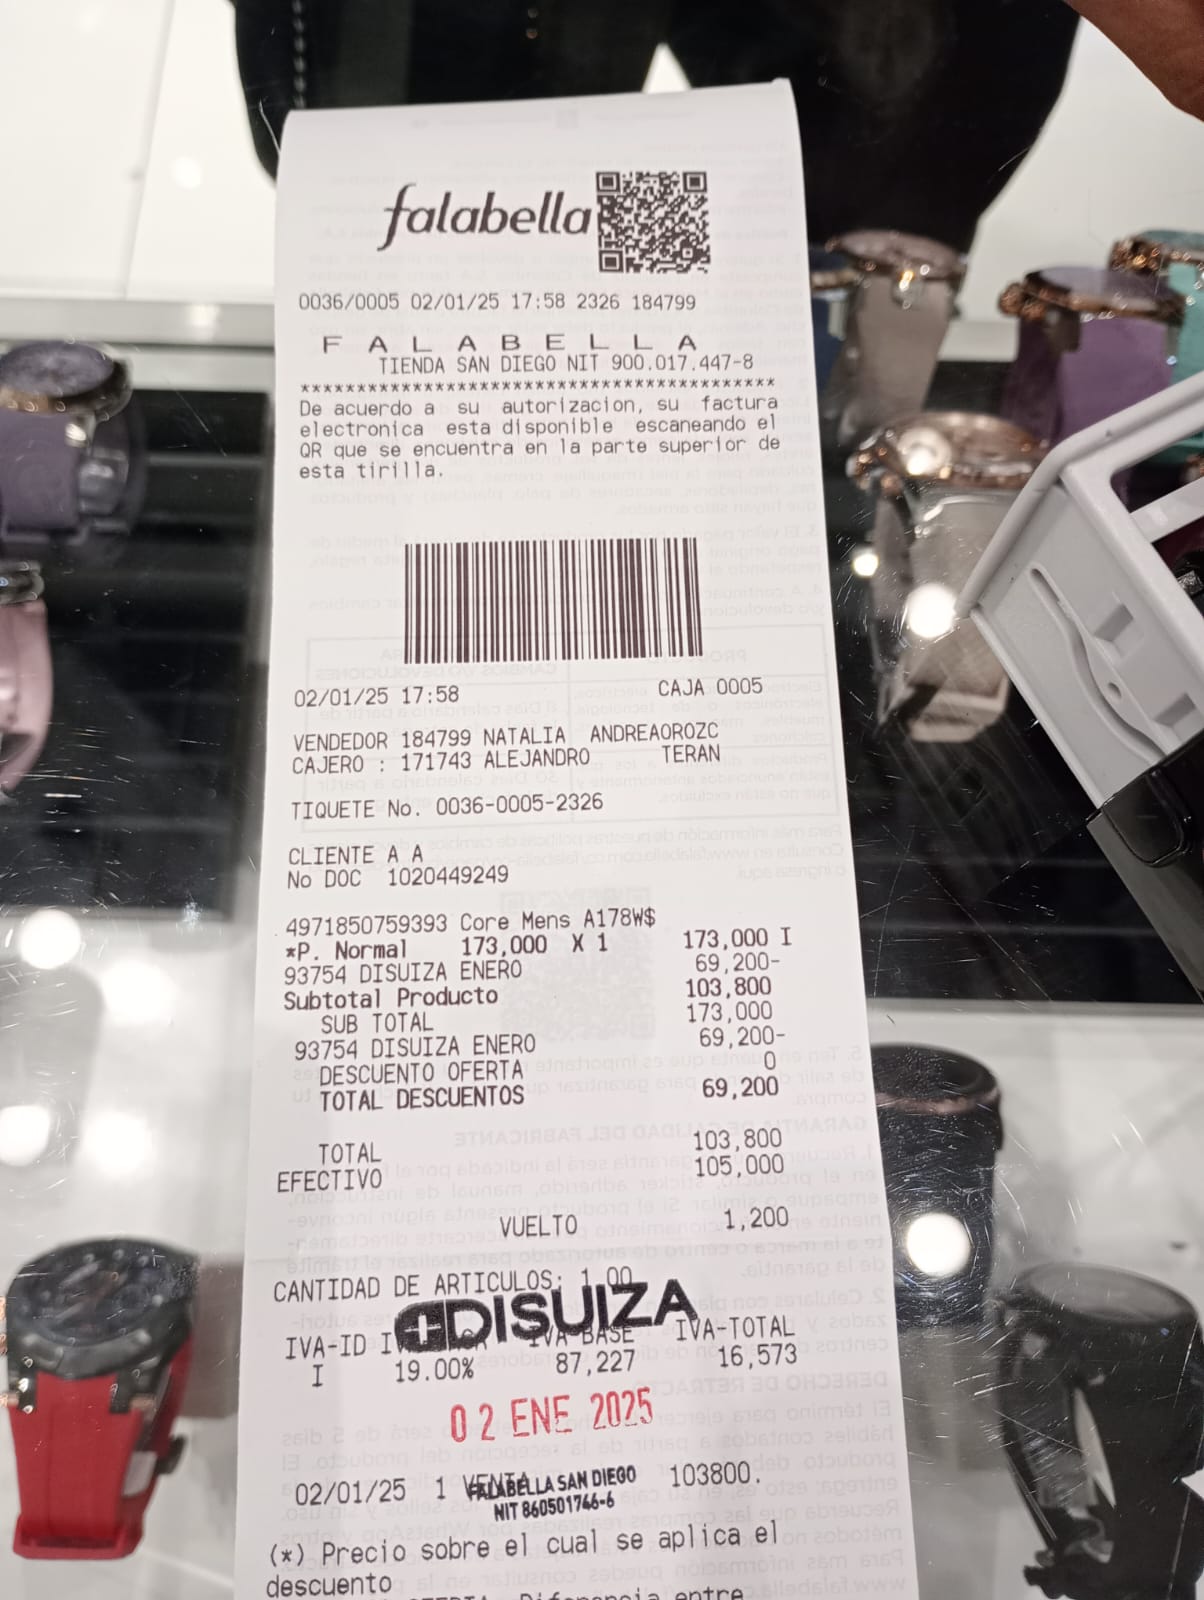 falabella
0036/0005 02/01/25 17:58 2326 184799
F A L A B E L L A
TIENDA SAN DIEGO NIT 900.017.447-8
******************************************
De acuerdo a su autorizacion, su factura
electronica esta disponible escaneando el
QR que se encuentra en la parte superior de
esta tirilla.
02/01/25 17:58 CAJA 0005
VENDEDOR 184799 NATALIA ANDREAOROZC
CAJERO : 171743 ALEJANDRO TERAN
TIQUETE No. 0036-0005-2326
CLIENTE A A
No DOC 1020449249
4971850759393 Core Mens A178W$
*P. Normal 173,000 X 1 173,000 I
93754 DISUIZA ENERO 69,200-
Subtotal Producto 103,800
SUB TOTAL 173,000
93754 DISUIZA ENERO 69,200-
DESCUENTO OFERTA 0
TOTAL DESCUENTOS 69,200
TOTAL 103,800
EFECTIVO 105,000
VUELTO 1,200
CANTIDAD DE ARTICULOS: 1.00
DISUIZA
IVA-ID IVA-BASE IVA-TOTAL
I 19.00% 87,227 16,573
02 ENE 2025
02/01/25 1 VENTA 103800.
FALABELLA SAN DIEGO
NIT 860501746-6
(*) Precio sobre el cual se aplica el
descuento
Diferencia entre